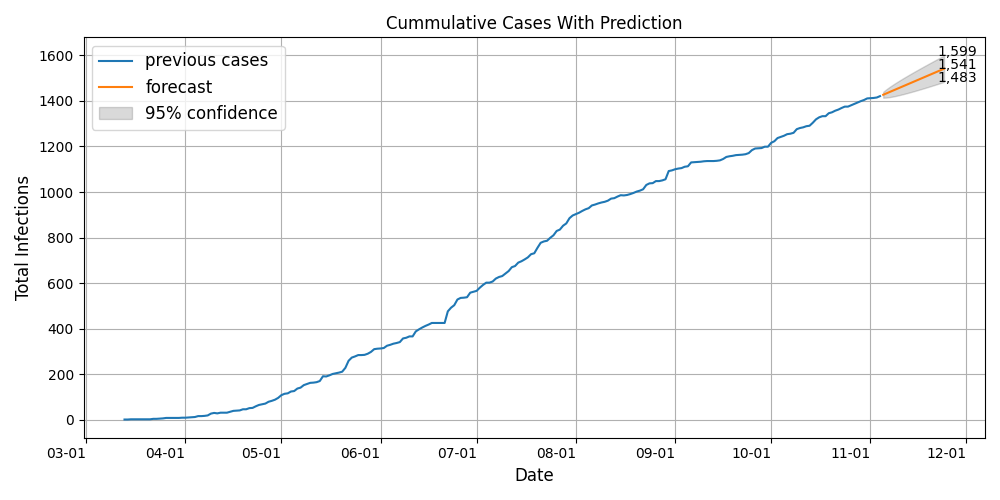 Cummulative Cases With Prediction
previous cases
forecast
95% confidence
1,599
1,541
1,483
Total Infections
1600
1400
1200
1000
800
600
400
200
0
03-01 04-01 05-01 06-01 07-01 08-01 09-01 10-01 11-01 12-01
Date